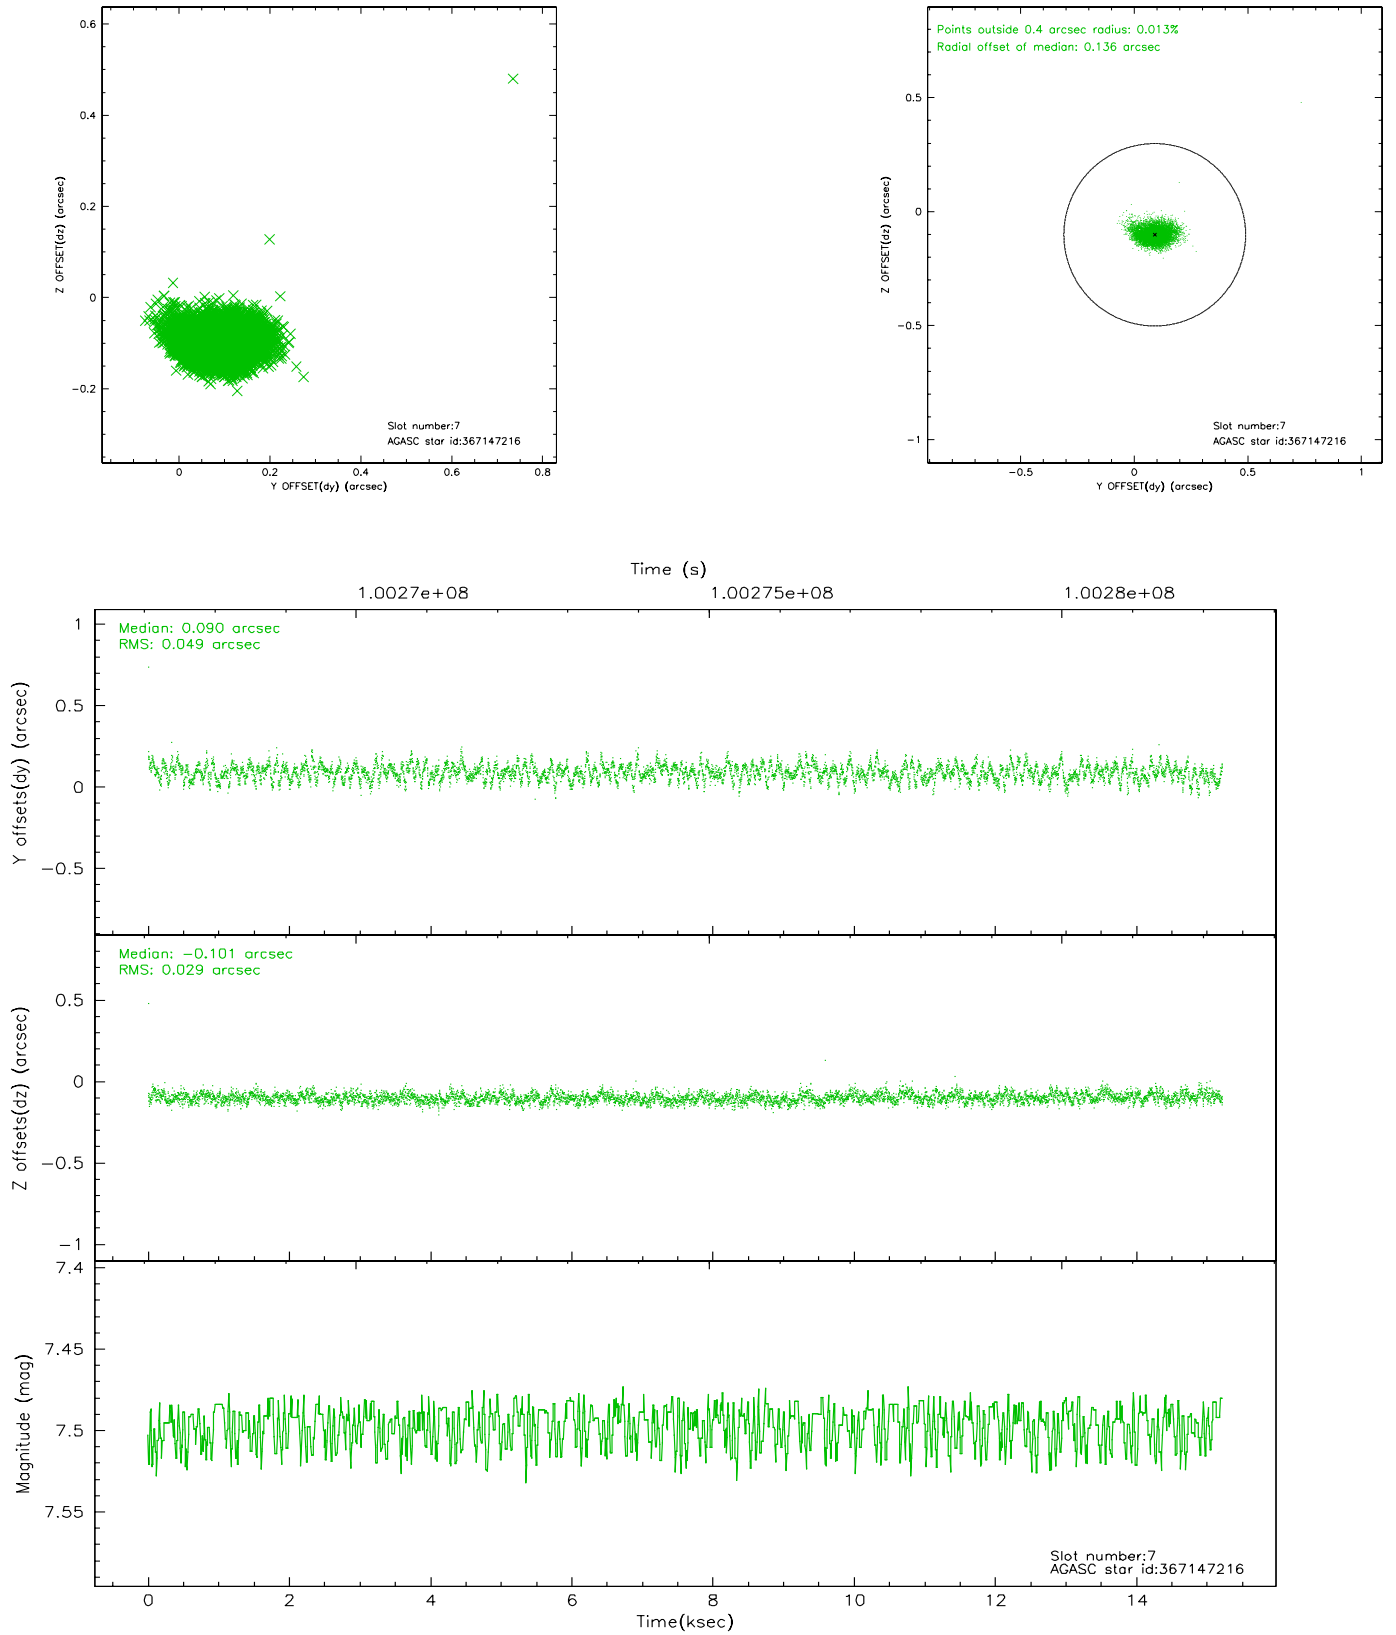 0.6
0.4
0.2
0
−0.2
Z OFFSET(dz) (arcsec)
Slot number:7
AGASC star id:367147216
0 0.2 0.4 0.6 0.8
Y OFFSET(dy) (arcsec)
Points outside 0.4 arcsec radius: 0.013%
Radial offset of median: 0.136 arcsec
0.5
0
−0.5
−1
Z OFFSET(dz) (arcsec)
Slot number:7
AGASC star id:367147216
−0.5 0 0.5 1
Y OFFSET(dy) (arcsec)
Time (s)
1.0027e+08 1.00275e+08 1.0028e+08
Median: 0.090 arcsec
RMS: 0.049 arcsec
1
0.5
0
−0.5
Y offsets(dy) (arcsec)
Median: −0.101 arcsec
RMS: 0.029 arcsec
0.5
0
−0.5
−1
Z offsets(dz) (arcsec)
7.4
7.45
7.5
7.55
Magnitude (mag)
Slot number:7
AGASC star id:367147216
0 2 4 6 8 10 12 14
Time(ksec)